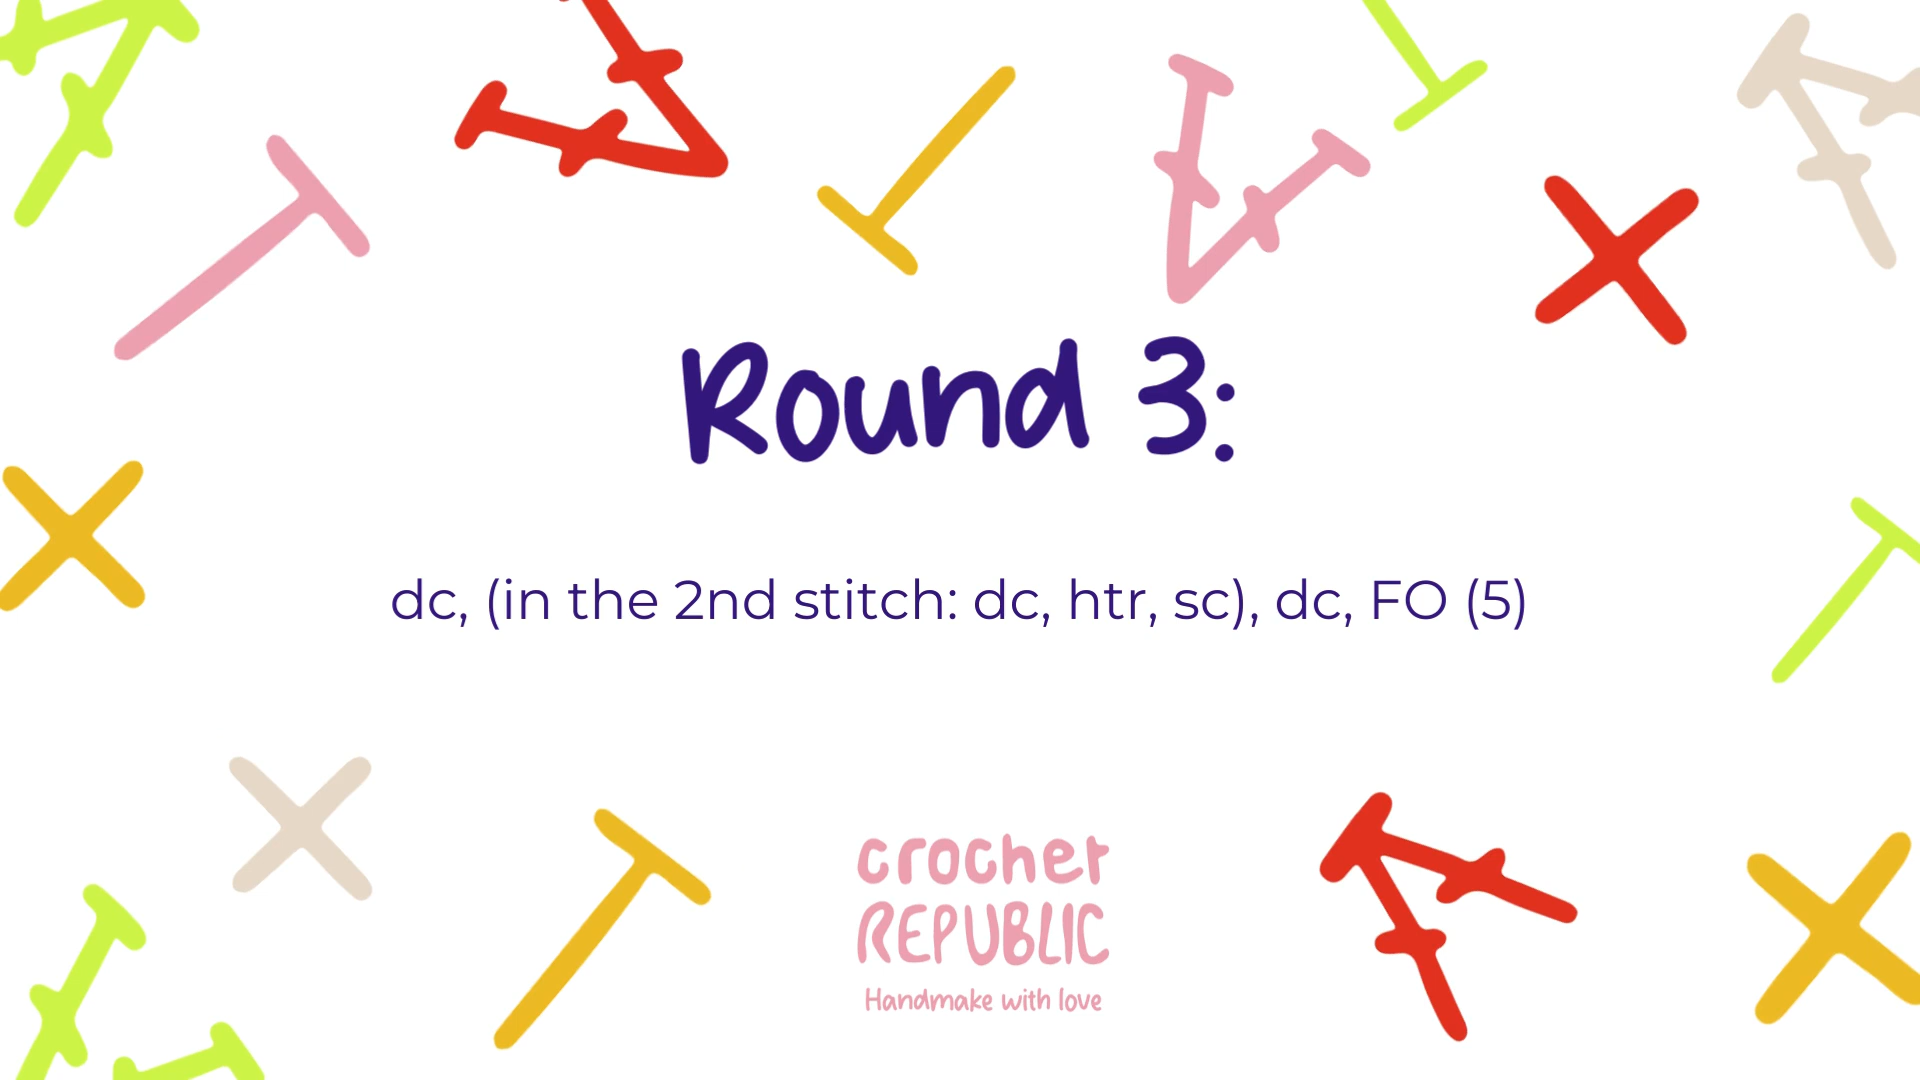 Round 3:
dc, (in the 2nd stitch: dc, htr, sc), dc, FO (5)
crochet
REPUBLIC
Handmake with love